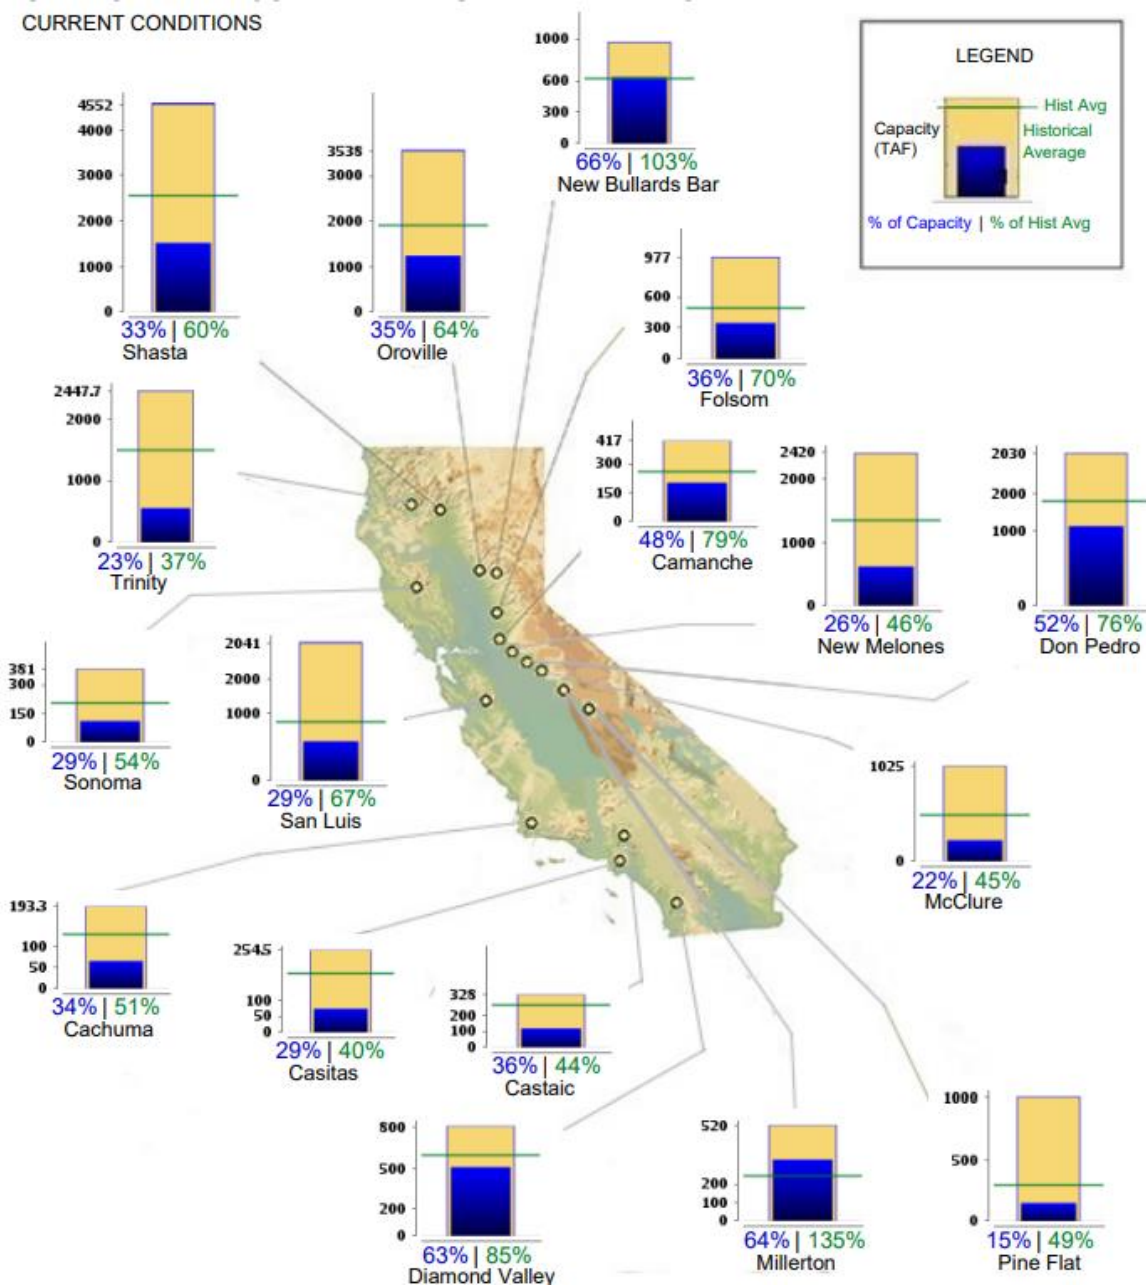 CURRENT CONDITIONS
1000
600
300
0
66% | 103%
New Bullards Bar
LEGEND
Hist Avg
Capacity
(TAF)
Historical
Average
% of Capacity | % of Hist Avg
4552
4000
3000
2000
1000
0
33% | 60%
Shasta
3538
3000
2000
1000
0
35% | 64%
Oroville
977
600
300
0
36% | 70%
Folsom
2447.7
2000
1000
0
23% | 37%
Trinity
417
300
150
0
48% | 79%
Camanche
2420
2000
1000
0
26% | 46%
New Melones
2030
2000
1000
0
52% | 76%
Don Pedro
381
300
150
0
29% | 54%
Sonoma
2041
2000
1000
0
29% | 67%
San Luis
1025
0
22% | 45%
McClure
193.3
100
50
0
34% | 51%
Cachuma
254.5
100
50
0
29% | 40%
Casitas
328
200
100
0
36% | 44%
Castaic
800
500
200
0
63% | 85%
Diamond Valley
520
200
100
0
64% | 135%
Millerton
1000
500
0
15% | 49%
Pine Flat